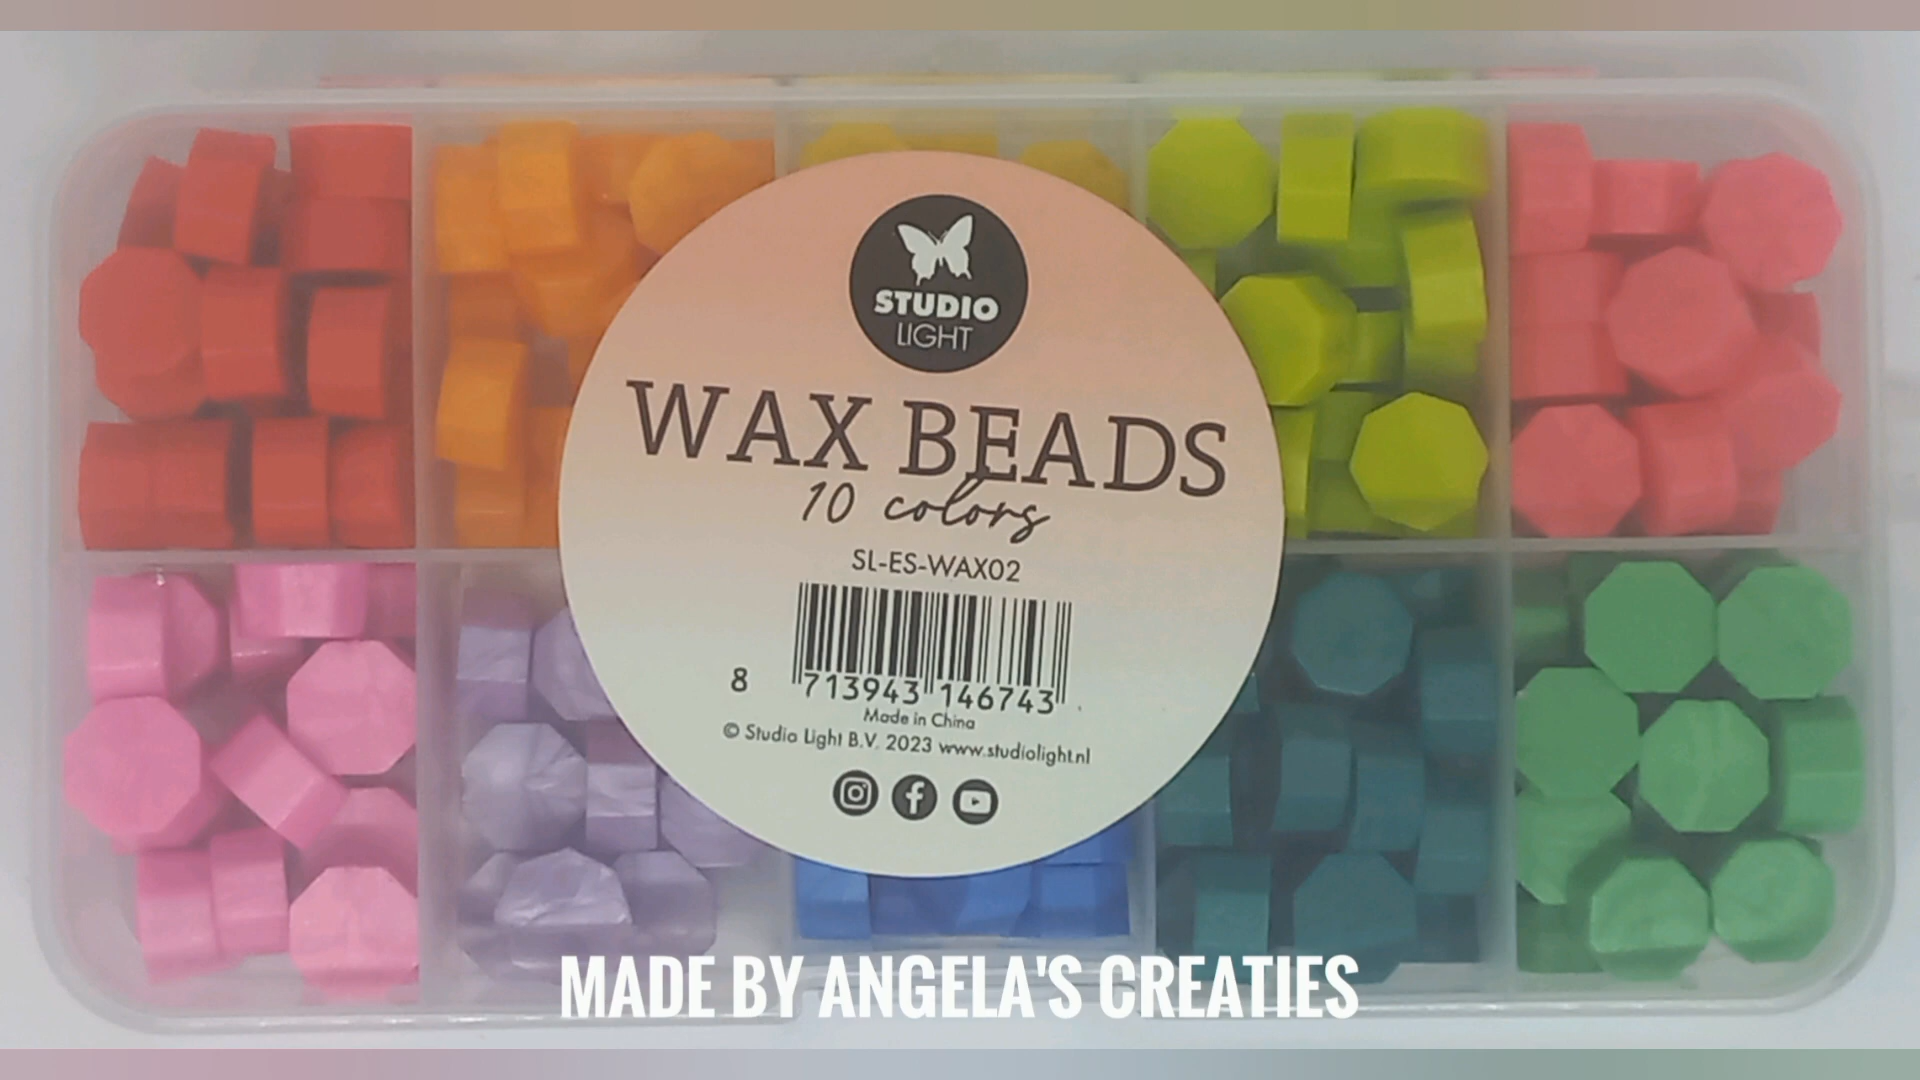 STUDIO
LIGHT
WAX BEADS
10 colors
SL-ES-WAX02
8 713943 146743
Made in China
© Studio Light B.V. 2023 www.studiolight.nl
MADE BY ANGELA'S CREATIES